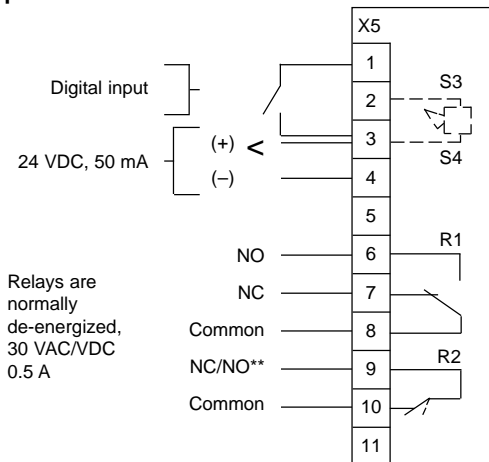 X5
Digital input
1
2
S3
24 VDC, 50 mA
(+) <
3
S4
(–)
4
5
NO
6
R1
Relays are
normally
de-energized,
30 VAC/VDC
0.5 A
NC
7
Common
8
NC/NO**
9
R2
Common
10
11